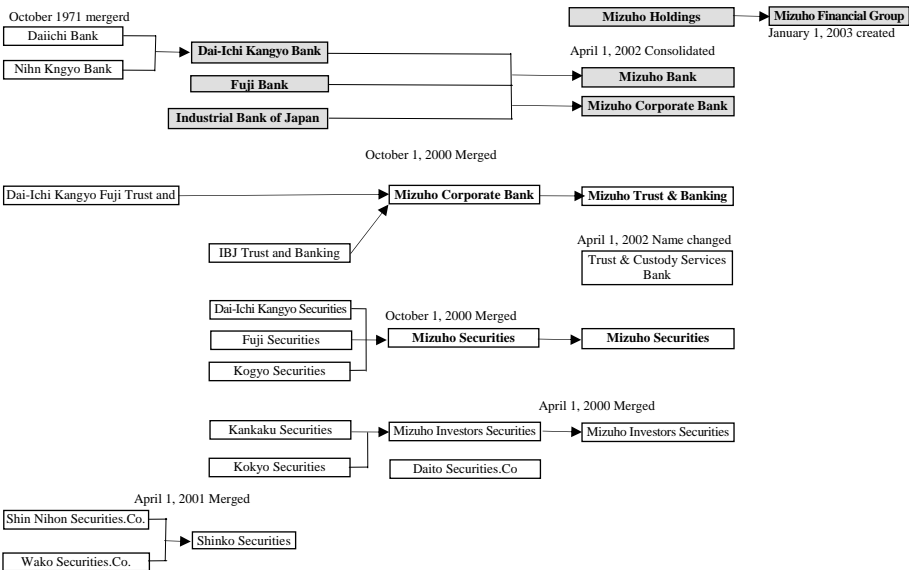 October 1971 mergerd
Mizuho Holdings
Mizuho Financial Group
January 1, 2003 created
Daiichi Bank
Nihn Kngyo Bank
Dai-Ichi Kangyo Bank
Fuji Bank
Industrial Bank of Japan
April 1, 2002 Consolidated
Mizuho Bank
Mizuho Corporate Bank
October 1, 2000 Merged
Dai-Ichi Kangyo Fuji Trust and
Mizuho Corporate Bank
Mizuho Trust & Banking
IBJ Trust and Banking
April 1, 2002 Name changed
Trust & Custody Services
Bank
Dai-Ichi Kangyo Securities
October 1, 2000 Merged
Fuji Securities
Mizuho Securities
Mizuho Securities
Kogyo Securities
April 1, 2000 Merged
Kankaku Securities
Mizuho Investors Securities
Mizuho Investors Securities
Kokyo Securities
Daito Securities.Co
April 1, 2001 Merged
Shin Nihon Securities.Co.
Shinko Securities
Wako Securities.Co.